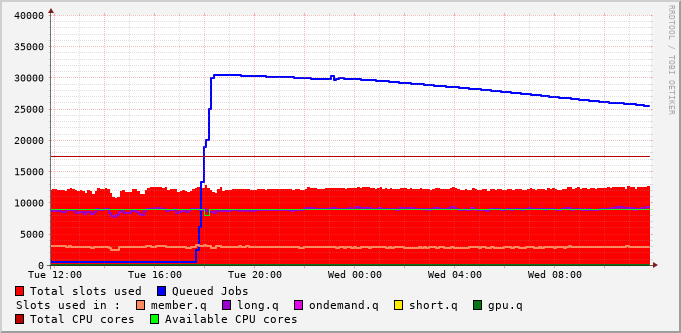 RRDTOOL / TOBI OETIKER
40000
35000
30000
25000
20000
15000
10000
5000
0
Tue 12:00 Tue 16:00 Tue 20:00 Wed 00:00 Wed 04:00 Wed 08:00
Total slots used Queued Jobs
Slots used in : member.q long.q ondemand.q short.q gpu.q
Total CPU cores Available CPU cores